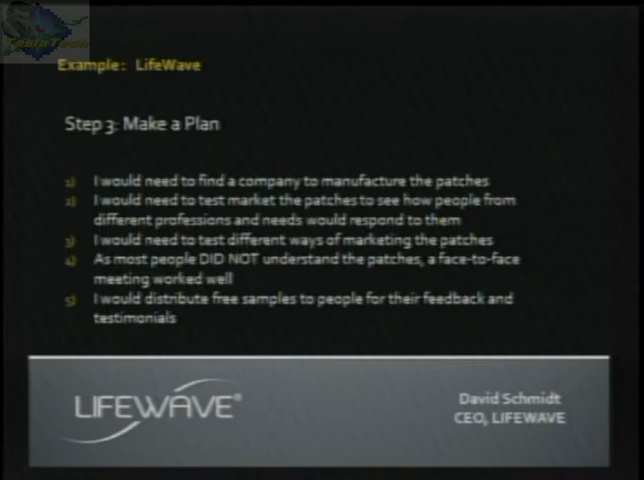 TeslaTech
Example: LifeWave
Step 3: Make a Plan
1) I would need to find a company to manufacture the patches
2) I would need to test market the patches to see how people from
different professions and needs would respond to them
3) I would need to test different ways of marketing the patches
4) As most people DID NOT understand the patches, a face-to-face
meeting worked well
5) I would distribute free samples to people for their feedback and
testimonials
LIFEWAVE®
David Schmidt
CEO, LIFEWAVE